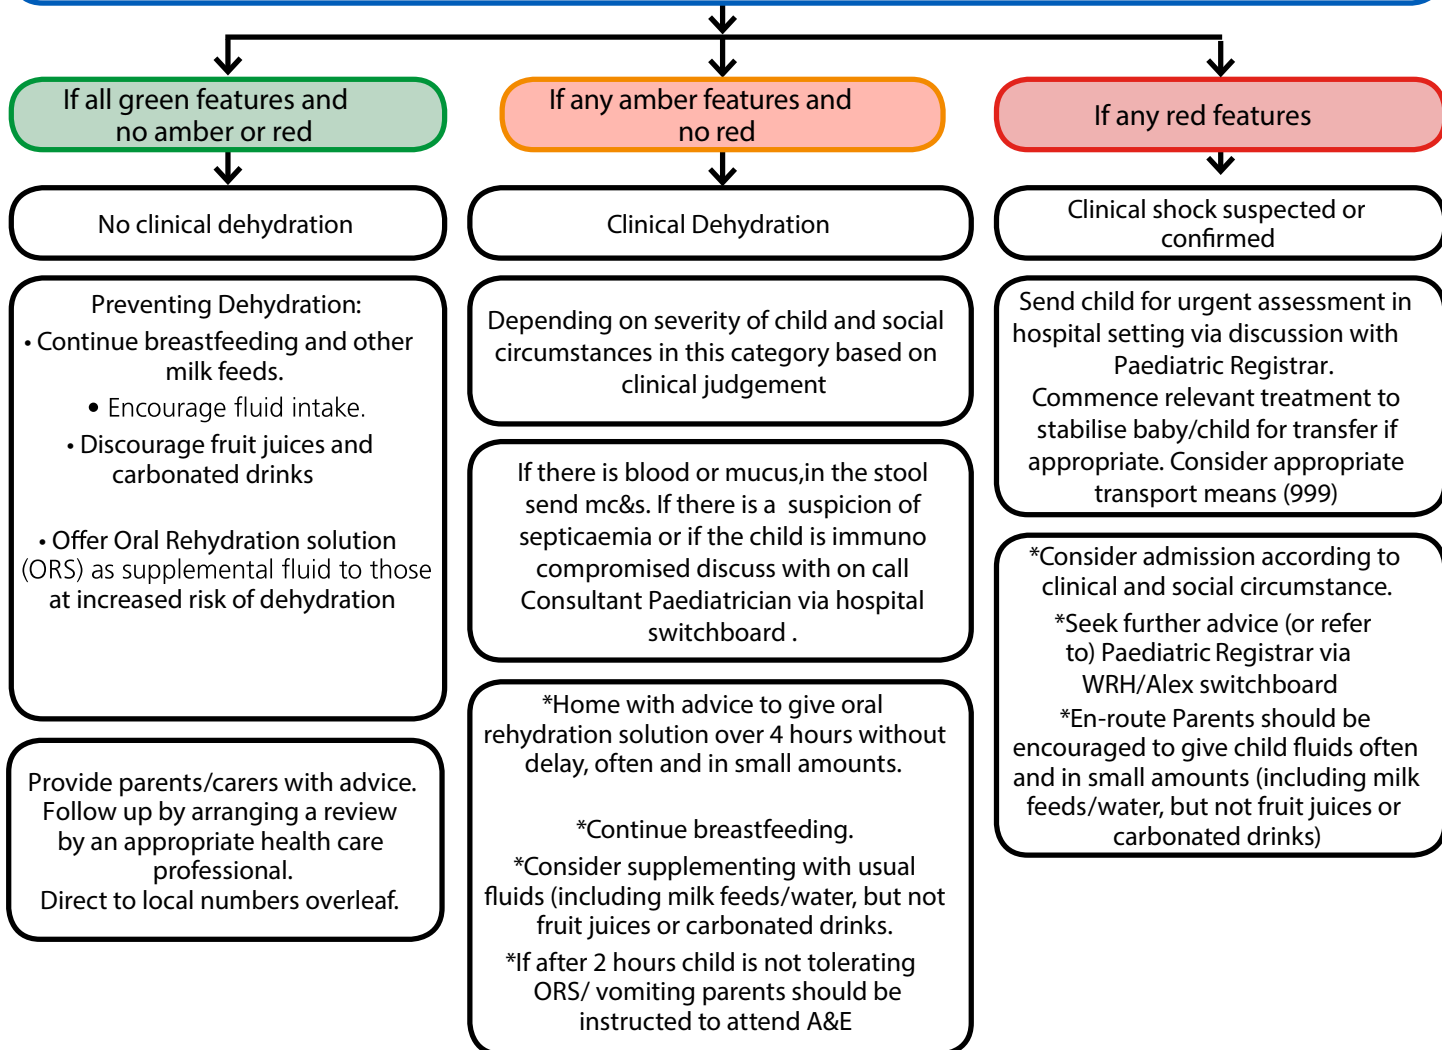 If all green features and
no amber or red
No clinical dehydration
Preventing Dehydration:
• Continue breastfeeding and other
milk feeds.
• Encourage fluid intake.
• Discourage fruit juices and
carbonated drinks
• Offer Oral Rehydration solution
(ORS) as supplemental fluid to those
at increased risk of dehydration
Provide parents/carers with advice.
Follow up by arranging a review
by an appropriate health care
professional.
Direct to local numbers overleaf.
If any amber features and
no red
Clinical Dehydration
Depending on severity of child and social
circumstances in this category based on
clinical judgement
If there is blood or mucus,in the stool
send mc&s. If there is a  suspicion of
septicaemia or if the child is immuno
compromised discuss with on call
Consultant Paediatrician via hospital
switchboard .
*Home with advice to give oral
rehydration solution over 4 hours without
delay, often and in small amounts.
*Continue breastfeeding.
*Consider supplementing with usual
fluids (including milk feeds/water, but not
fruit juices or carbonated drinks.
*If after 2 hours child is not tolerating
ORS/ vomiting parents should be
instructed to attend A&E
If any red features
Clinical shock suspected or
confirmed
Send child for urgent assessment in
hospital setting via discussion with
Paediatric Registrar.
Commence relevant treatment to
stabilise baby/child for transfer if
appropriate. Consider appropriate
transport means (999)
*Consider admission according to
clinical and social circumstance.
*Seek further advice (or refer
to) Paediatric Registrar via
WRH/Alex switchboard
*En-route Parents should be
encouraged to give child fluids often
and in small amounts (including milk
feeds/water, but not fruit juices or
carbonated drinks)